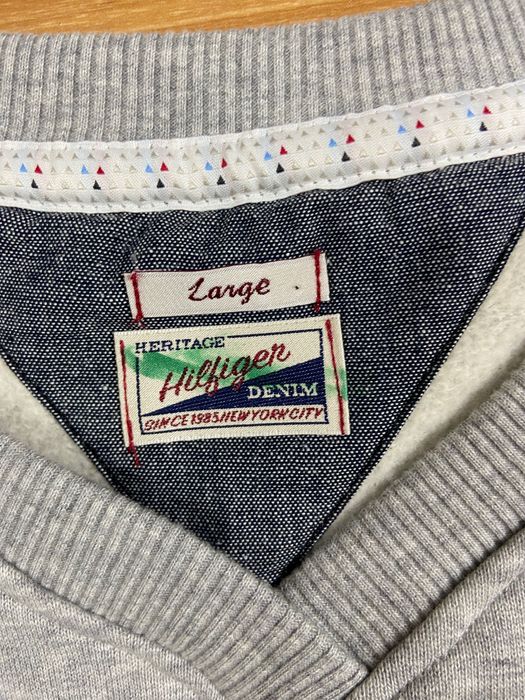 Large
HERITAGE
Hilfiger
DENIM
SINCE 1985 NEW YORK CITY